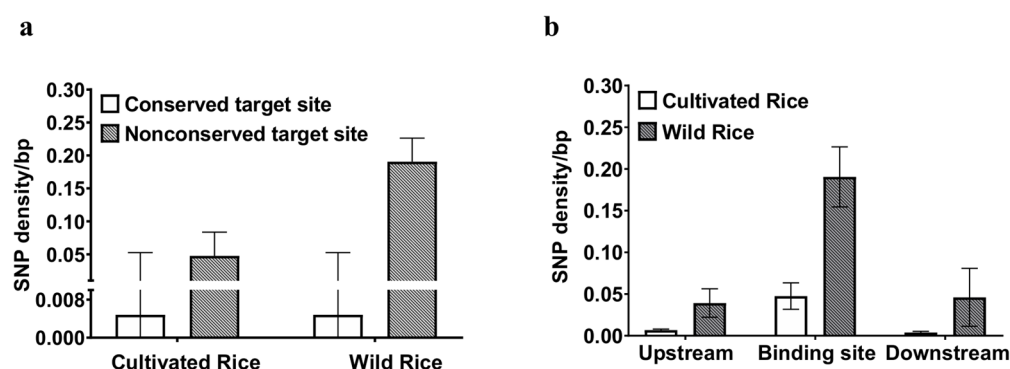 a
SNP density/bp
0.30
0.25
0.20
0.15
0.10
0.05
0.008
0.000
Conserved target site
Nonconserved target site
Cultivated Rice
Wild Rice
b
SNP density/bp
0.30
0.25
0.20
0.15
0.10
0.05
0.00
Cultivated Rice
Wild Rice
Upstream
Binding site
Downstream